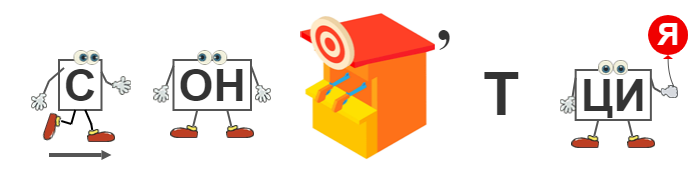 С ОН , Т ЦИ Я